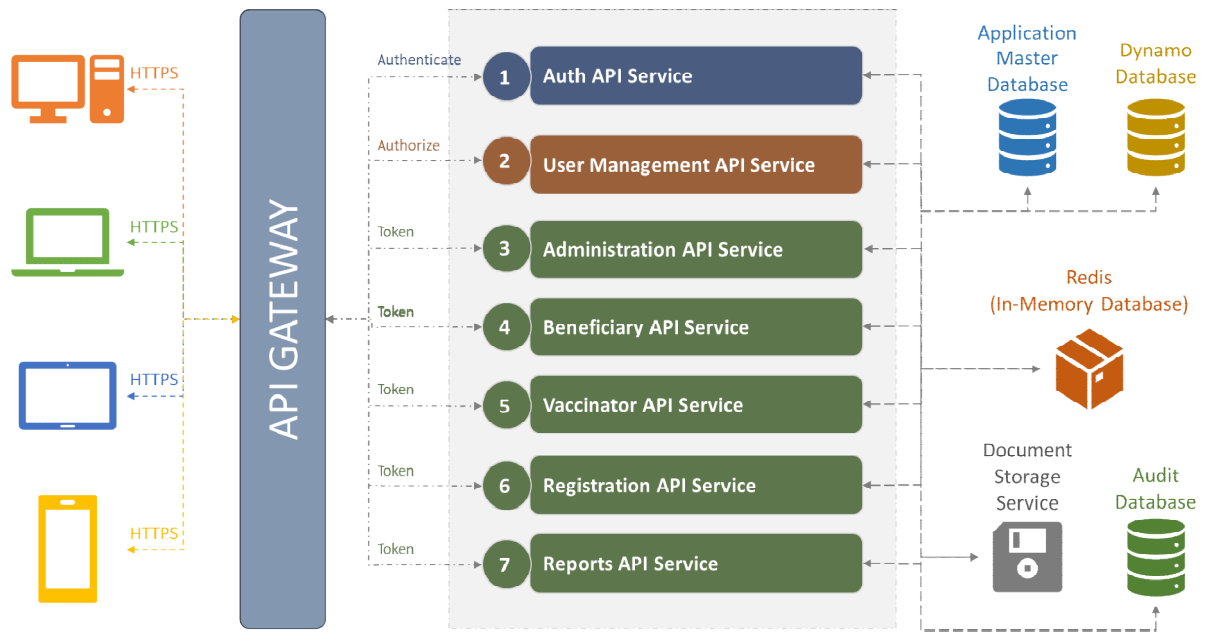 HTTPS
HTTPS
HTTPS
HTTPS
API GATEWAY
Authenticate
1
Auth API Service
Authorize
2
User Management API Service
Token
3
Administration API Service
Token
4
Beneficiary API Service
Token
5
Vaccinator API Service
Token
6
Registration API Service
Token
7
Reports API Service
Application
Master
Database
Dynamo
Database
Redis
(In-Memory Database)
Document
Storage
Service
Audit
Database